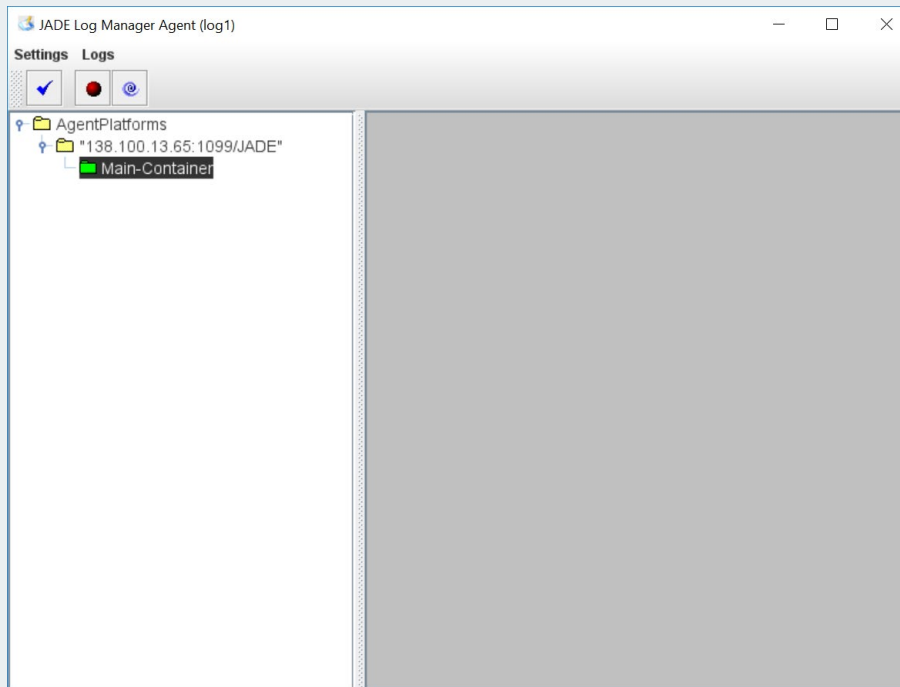 JADE Log Manager Agent (log1)
Settings Logs
AgentPlatforms
"138.100.13.65:1099/JADE"
Main-Container